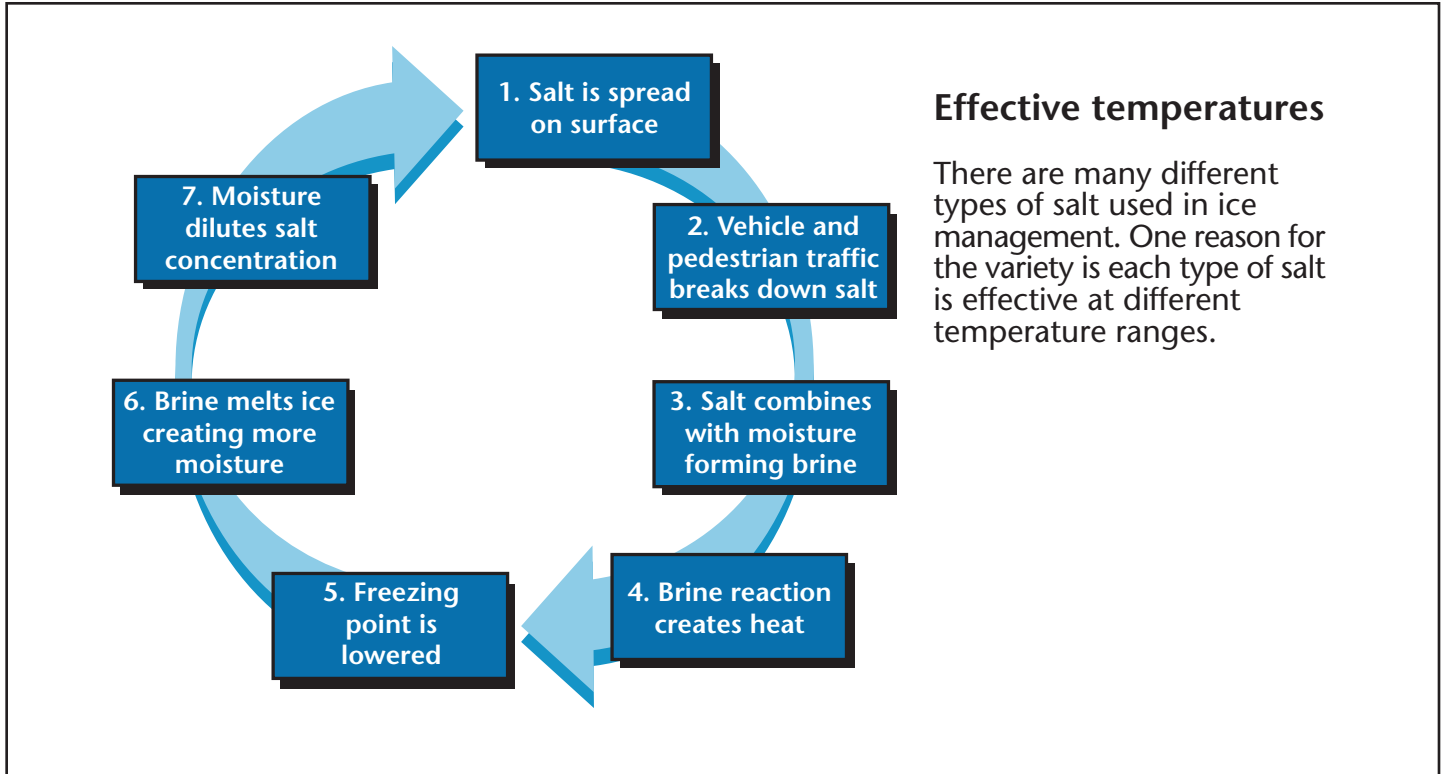 1. Salt is spread
on surface
2. Vehicle and
pedestrian traffic
breaks down salt
3. Salt combines
with moisture
forming brine
4. Brine reaction
creates heat
5. Freezing
point is
lowered
6. Brine melts ice
creating more
moisture
7. Moisture
dilutes salt
concentration
Effective temperatures
There are many different
types of salt used in ice
management. One reason for
the variety is each type of salt
is effective at different
temperature ranges.